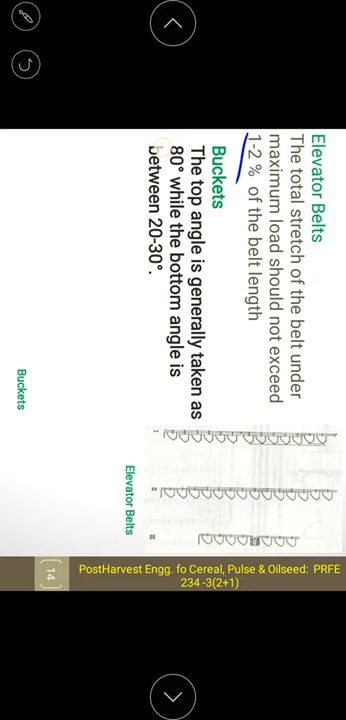 Elevator Belts
The total stretch of the belt under
maximum load should not exceed
1-2 % of the belt length
Buckets
The top angle is generally taken as
80° while the bottom angle is
between 20-30°.
I
II
III
Elevator Belts
Buckets
PostHarvest Engg. fo Cereal, Pulse & Oilseed: PRFE
234 -3(2+1)
14